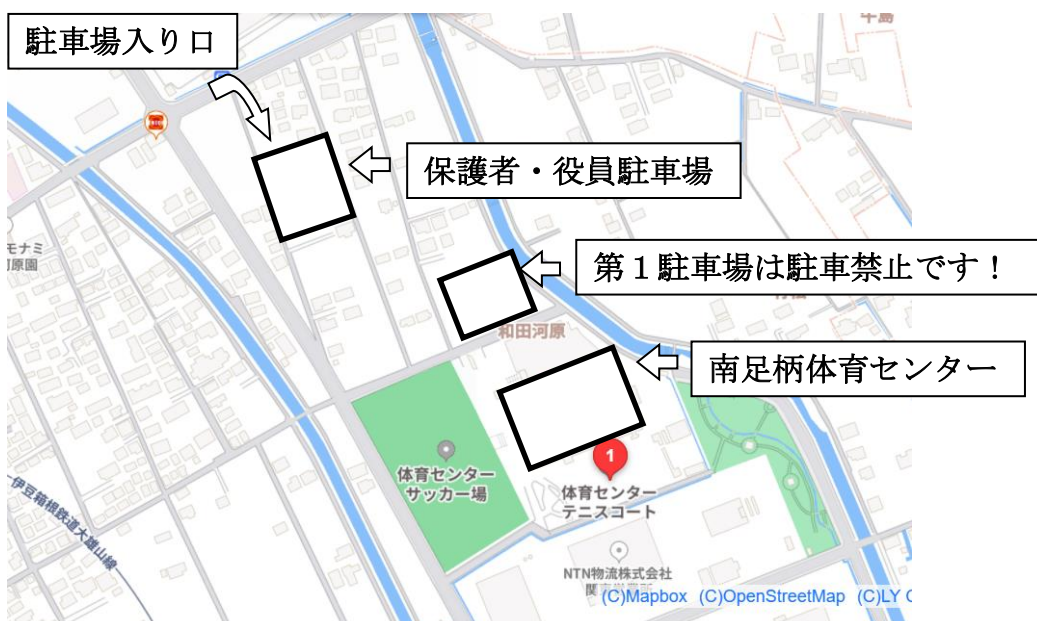 駐車場入り口
保護者・役員駐車場
第１駐車場は駐車禁止です！
和田河原
南足柄体育センター
体育センター
サッカー場
1
体育センター
テニスコート
伊豆箱根鉄道大雄山線
NTN物流株式会社
(C)Mapbox (C)OpenStreetMap (C)LY